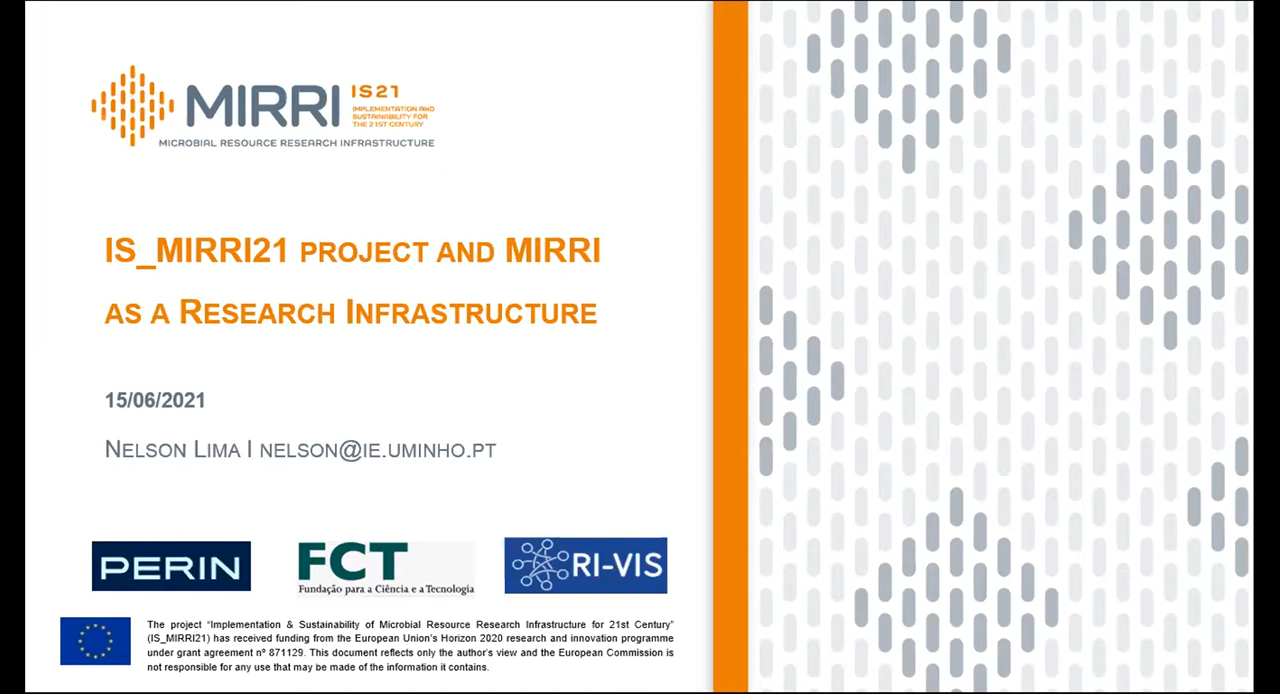 MIRRI IS21
IMPLEMENTATION AND
SUSTAINABILITY FOR
THE 21ST CENTURY
MICROBIAL RESOURCE RESEARCH INFRASTRUCTURE
IS_MIRRI21 PROJECT AND MIRRI
AS A RESEARCH INFRASTRUCTURE
15/06/2021
NELSON LIMA I NELSON@IE.UMINHO.PT
PERIN
FCT
Fundação para a Ciência e a Tecnologia
RI-VIS
The project “Implementation & Sustainability of Microbial Resource Research Infrastructure for 21st Century”
(IS_MIRRI21) has received funding from the European Union’s Horizon 2020 research and innovation programme
under grant agreement nº 871129. This document reflects only the author’s view and the European Commission is
not responsible for any use that may be made of the information it contains.